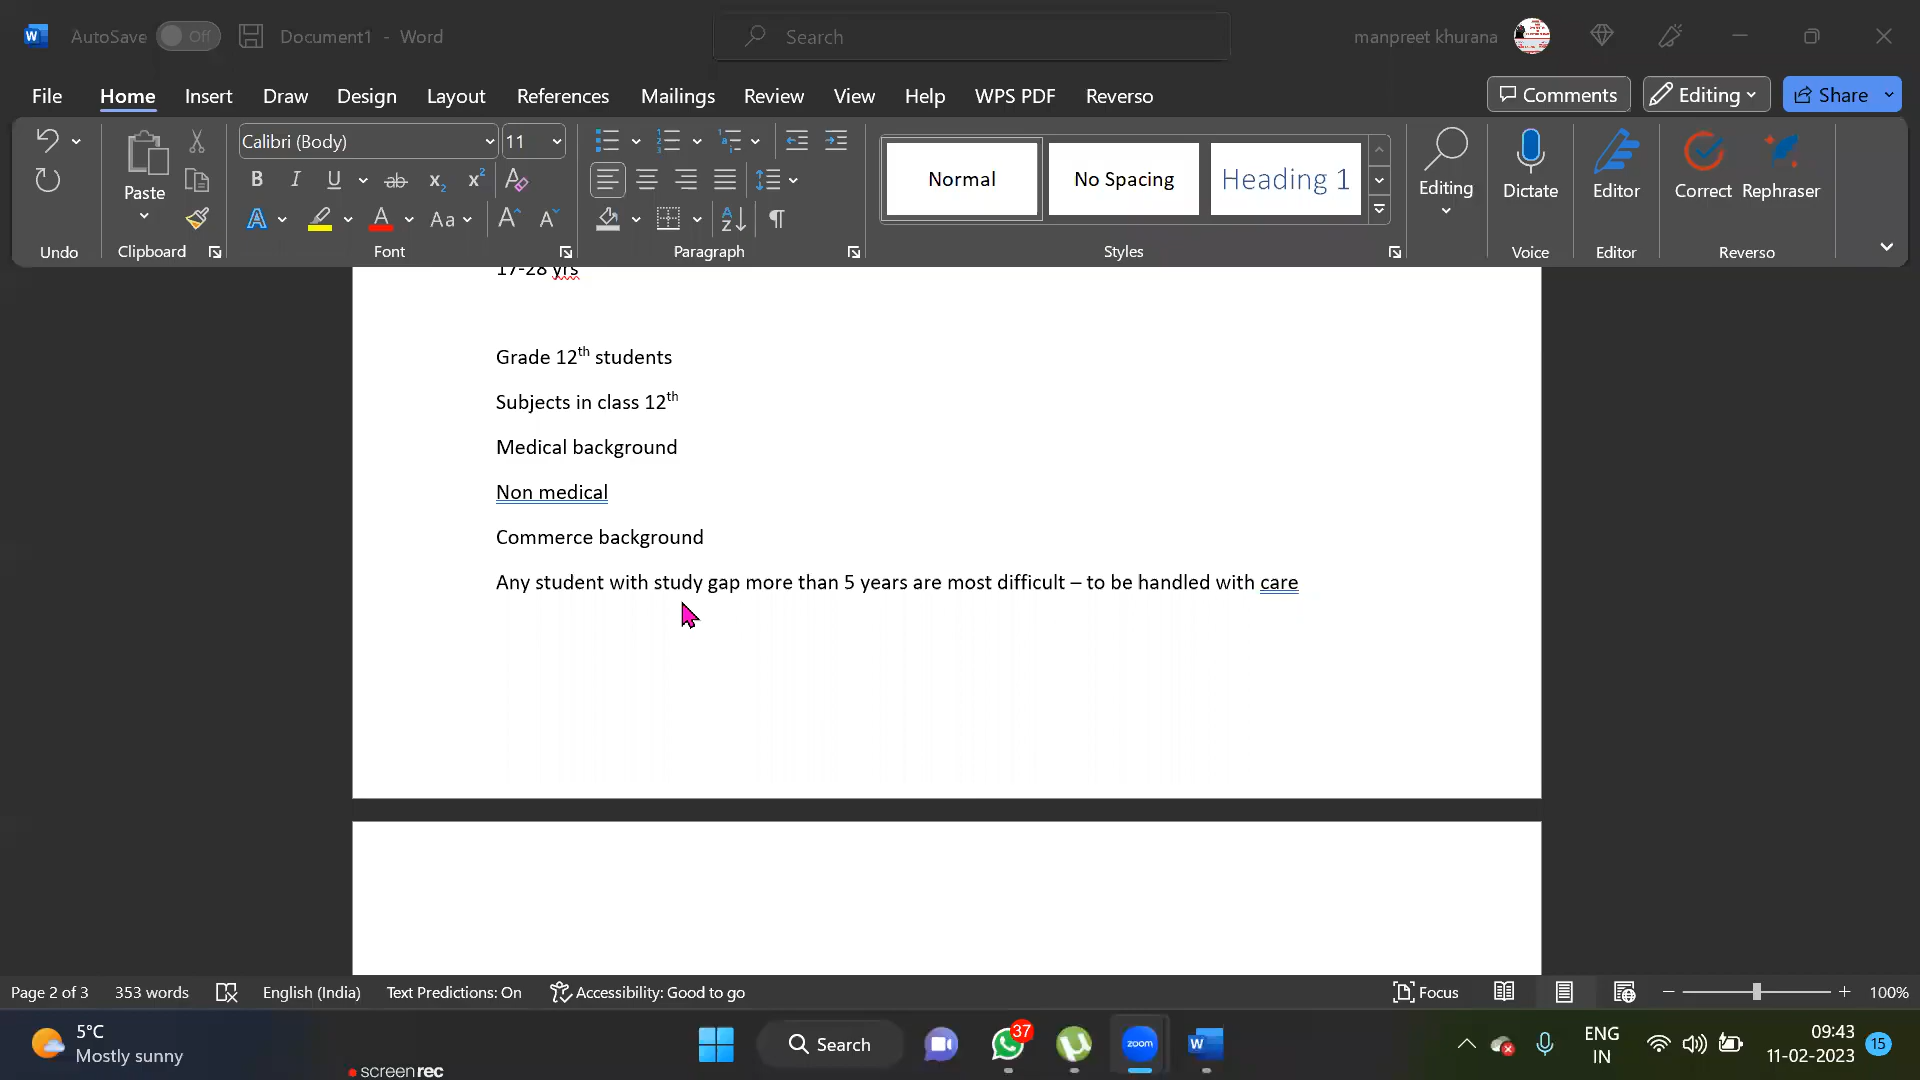 AutoSave Off Document1 - Word Search manpreet khurana
File Home Insert Draw Design Layout References Mailings Review View Help WPS PDF Reverso Comments Editing Share
Calibri (Body) 11
Paste
Normal No Spacing Heading 1
Editing Dictate Editor Correct Rephraser
Undo Clipboard Font Paragraph Styles Voice Editor Reverso
17-28 yrs
Grade 12th students
Subjects in class 12th
Medical background
Non medical
Commerce background
Any student with study gap more than 5 years are most difficult – to be handled with care
Page 2 of 3 353 words English (India) Text Predictions: On Accessibility: Good to go Focus 100%
5°C
Mostly sunny
Search
37
zoom
ENG
IN
09:43
11-02-2023
15
screenrec